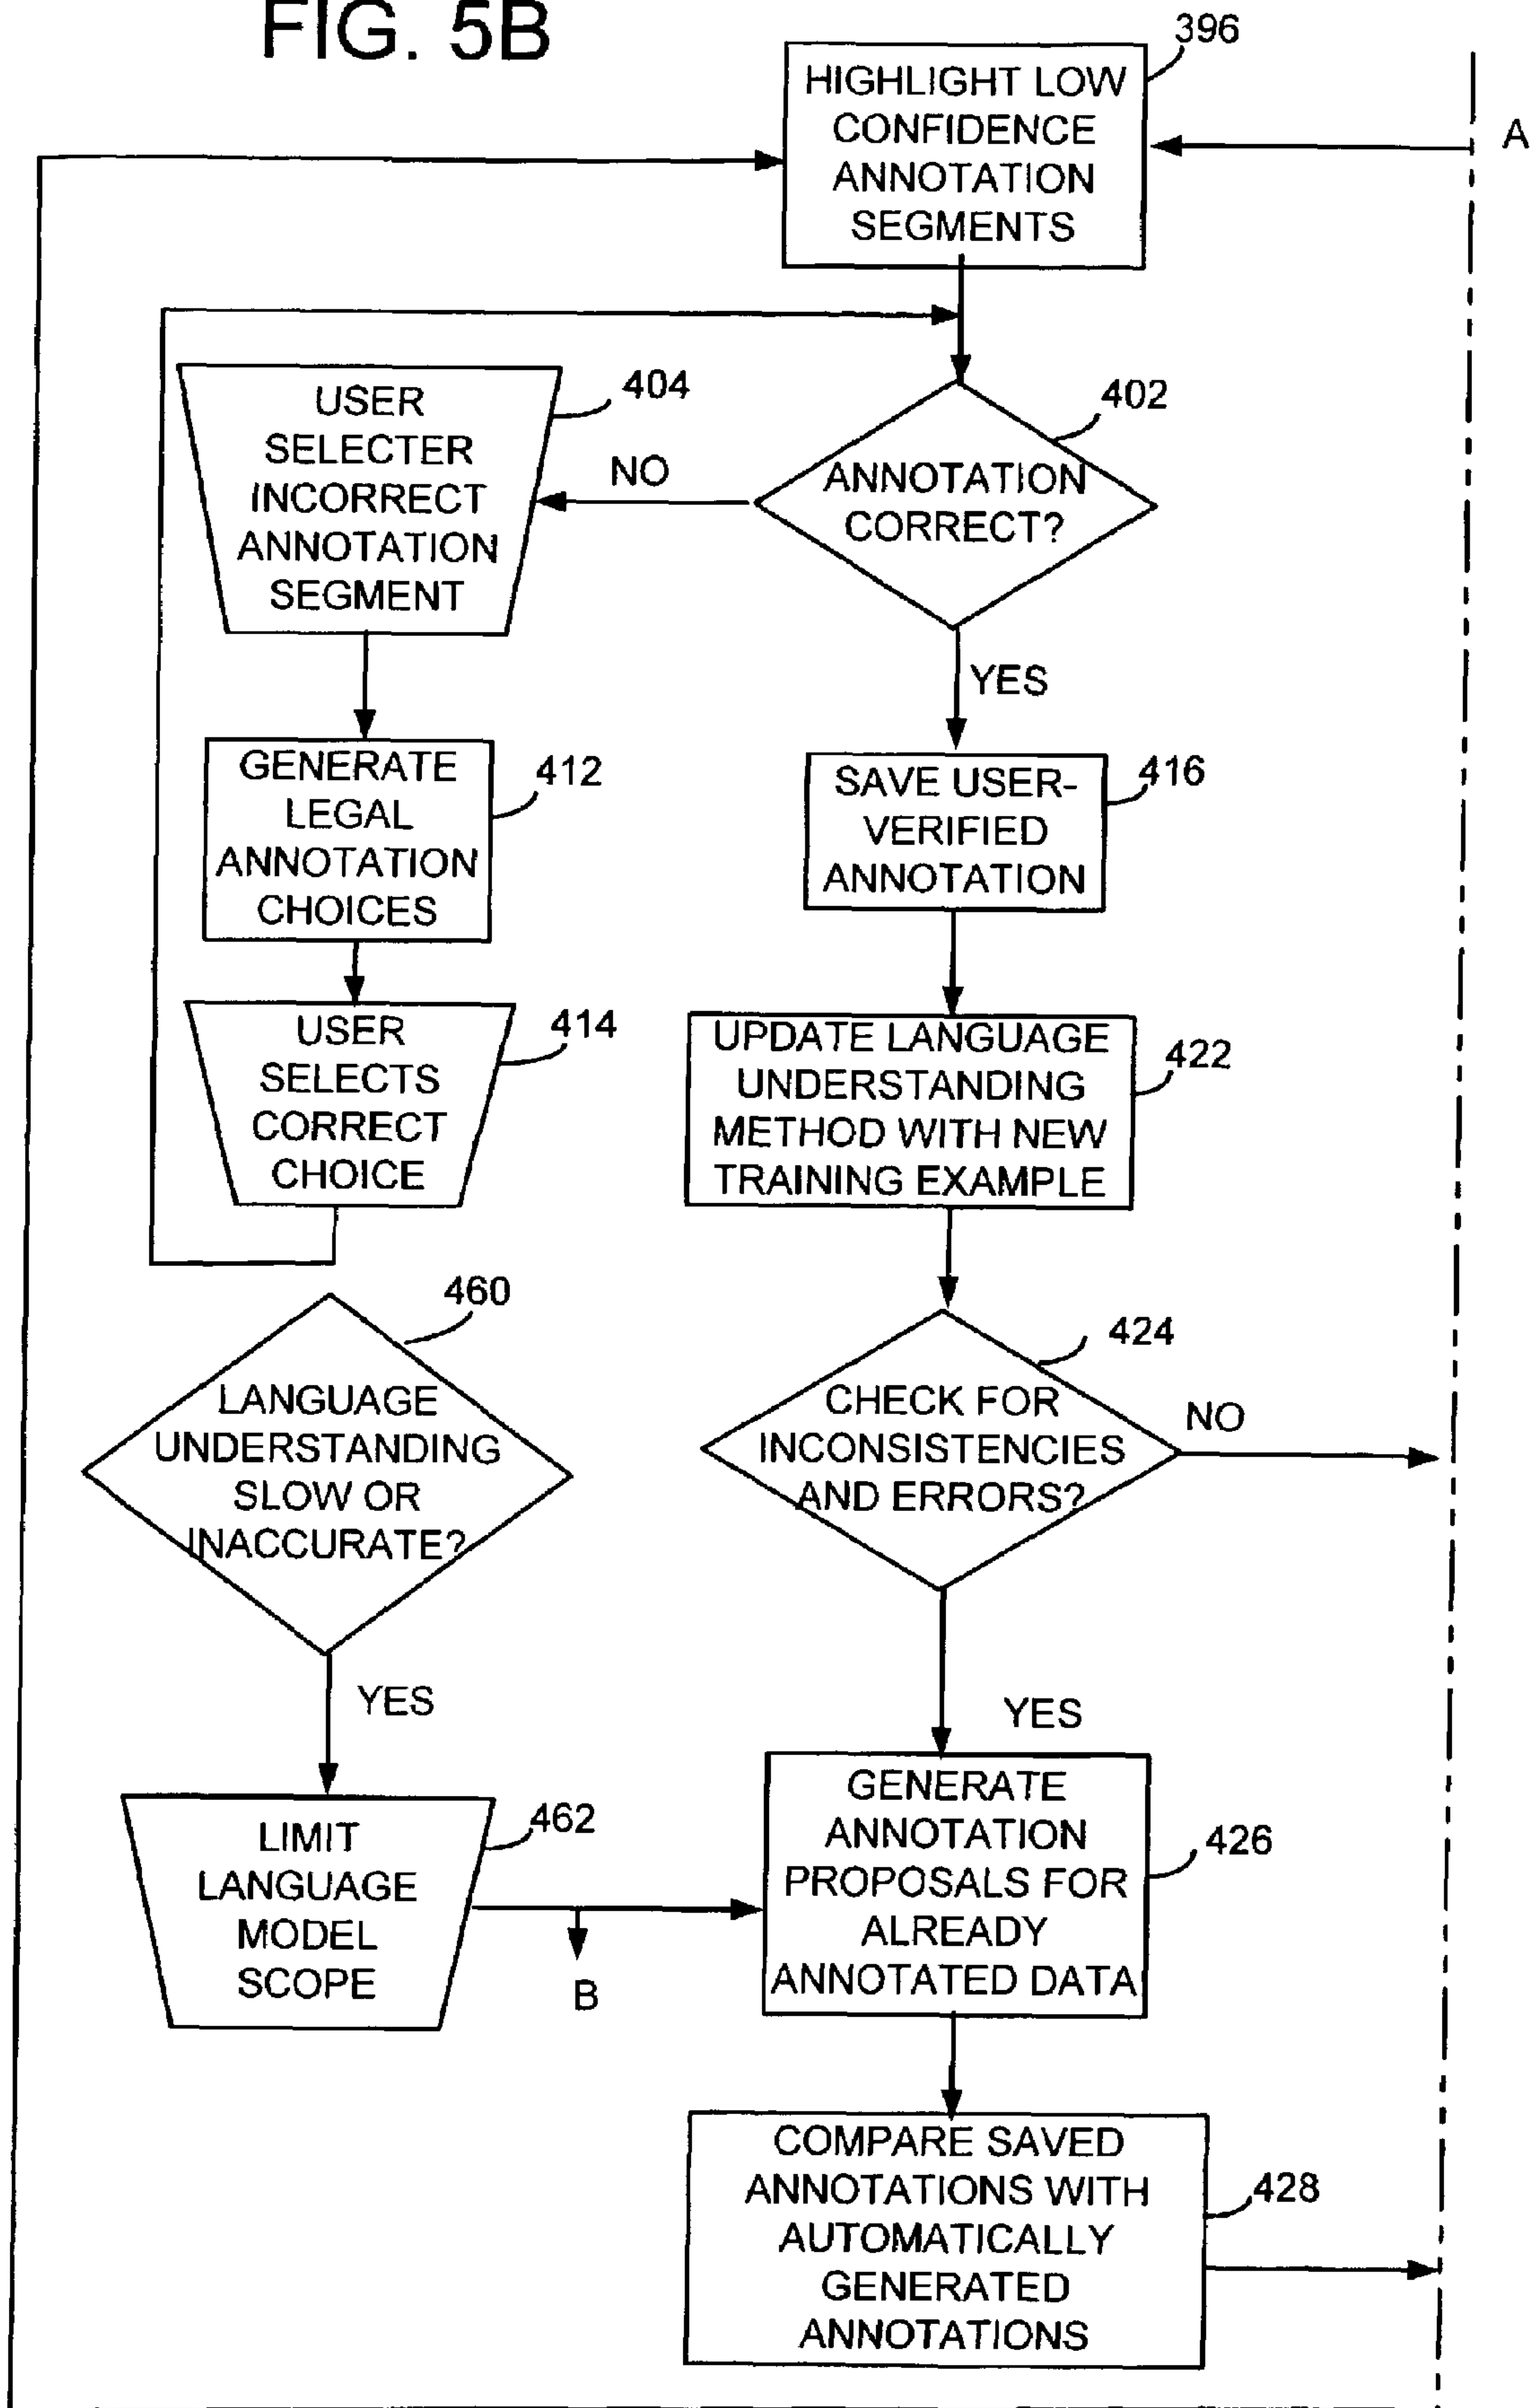 FIG. 5B
396
HIGHLIGHT LOW
CONFIDENCE
ANNOTATION
SEGMENTS
A
404
USER
SELECTER
INCORRECT
ANNOTATION
SEGMENT
NO
402
ANNOTATION
CORRECT?
YES
GENERATE
LEGAL
ANNOTATION
CHOICES
412
SAVE USER-
VERIFIED
ANNOTATION
416
USER
SELECTS
CORRECT
CHOICE
414
UPDATE LANGUAGE
UNDERSTANDING
METHOD WITH NEW
TRAINING EXAMPLE
422
460
LANGUAGE
UNDERSTANDING
SLOW OR
INACCURATE?
YES
424
CHECK FOR
INCONSISTENCIES
AND ERRORS?
NO
YES
LIMIT
LANGUAGE
MODEL
SCOPE
462
B
GENERATE
ANNOTATION
PROPOSALS FOR
ALREADY
ANNOTATED DATA
426
COMPARE SAVED
ANNOTATIONS WITH
AUTOMATICALLY
GENERATED
ANNOTATIONS
428